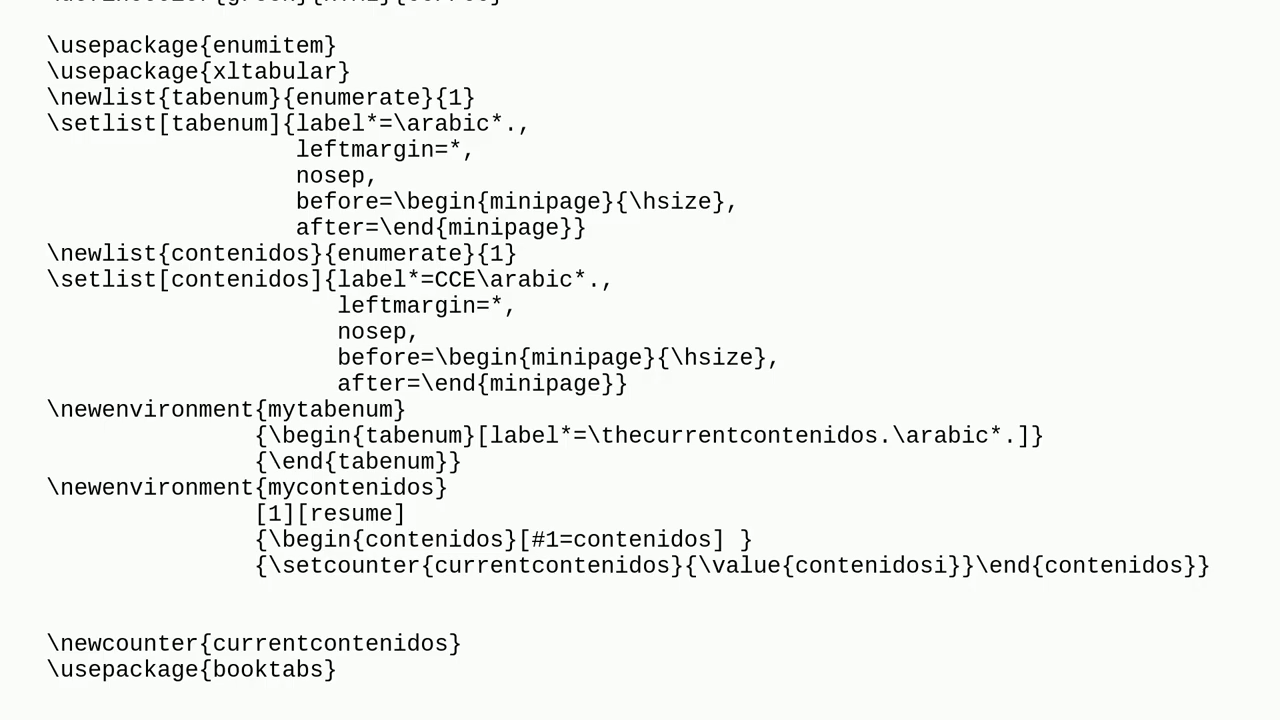 \usepackage{enumitem}
\usepackage{xltabular}
\newlist{tabenum}{enumerate}{1}
\setlist[tabenum]{label*=\arabic*.,
leftmargin=*,
nosep,
before=\begin{minipage}{\hsize},
after=\end{minipage}}
\newlist{contenidos}{enumerate}{1}
\setlist[contenidos]{label*=CCE\arabic*.,
leftmargin=*,
nosep,
before=\begin{minipage}{\hsize},
after=\end{minipage}}
\newenvironment{mytabenum}
{\begin{tabenum}[label*=\thecurrentcontenidos.\arabic*.]}
{\end{tabenum}}
\newenvironment{mycontenidos}
[1][resume]
{\begin{contenidos}[#1=contenidos] }
{\setcounter{currentcontenidos}{\value{contenidosi}}\end{contenidos}}
\newcounter{currentcontenidos}
\usepackage{booktabs}